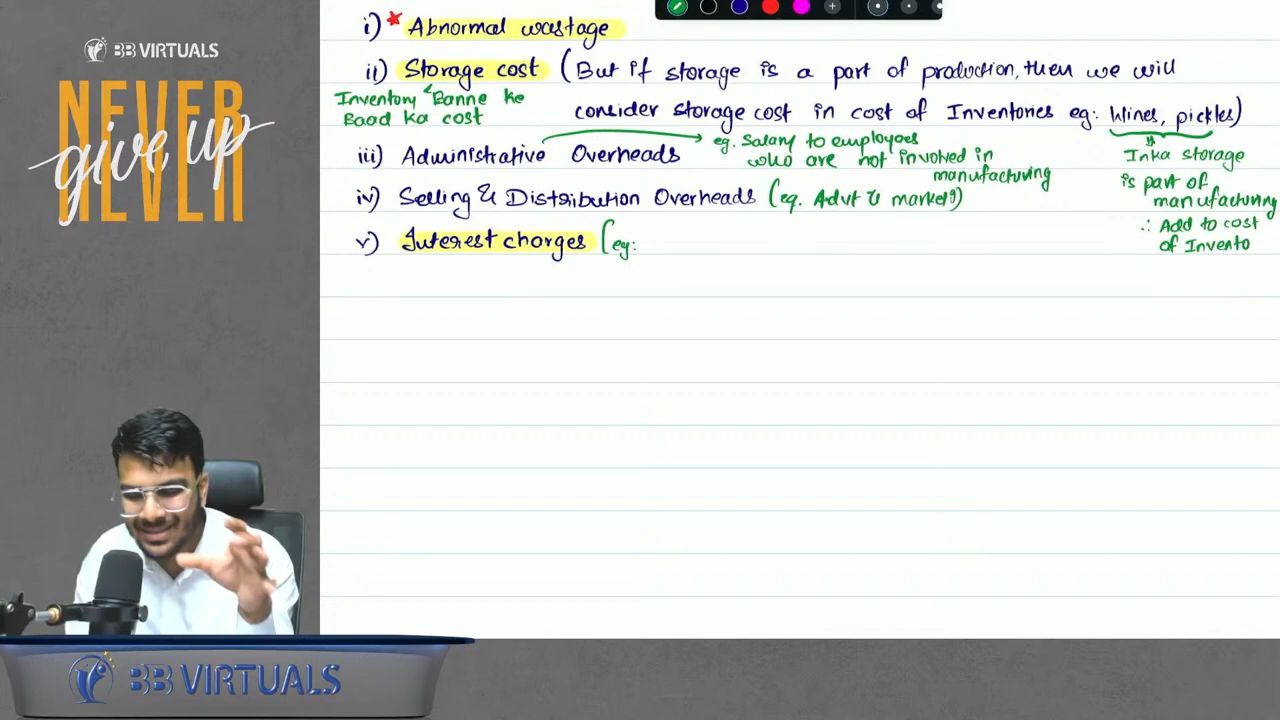 BB VIRTUALS
NEVER
give up
NEVER
i) Abnormal wastage
ii) Storage cost (But if storage is a part of production, then we will
consider storage cost in cost of Inventories eg: Wines, pickles)
Inventory Banne ke
Baad ka cost
Inka storage
is part of
manufacturing
∴ Add to cost
of Invento
iii) Administrative Overheads
eg. Salary to employees
who are not involved in
manufacturing
iv) Selling & Distribution Overheads (eg. Advt & marketg)
v) Interest charges (eg:
BB VIRTUALS